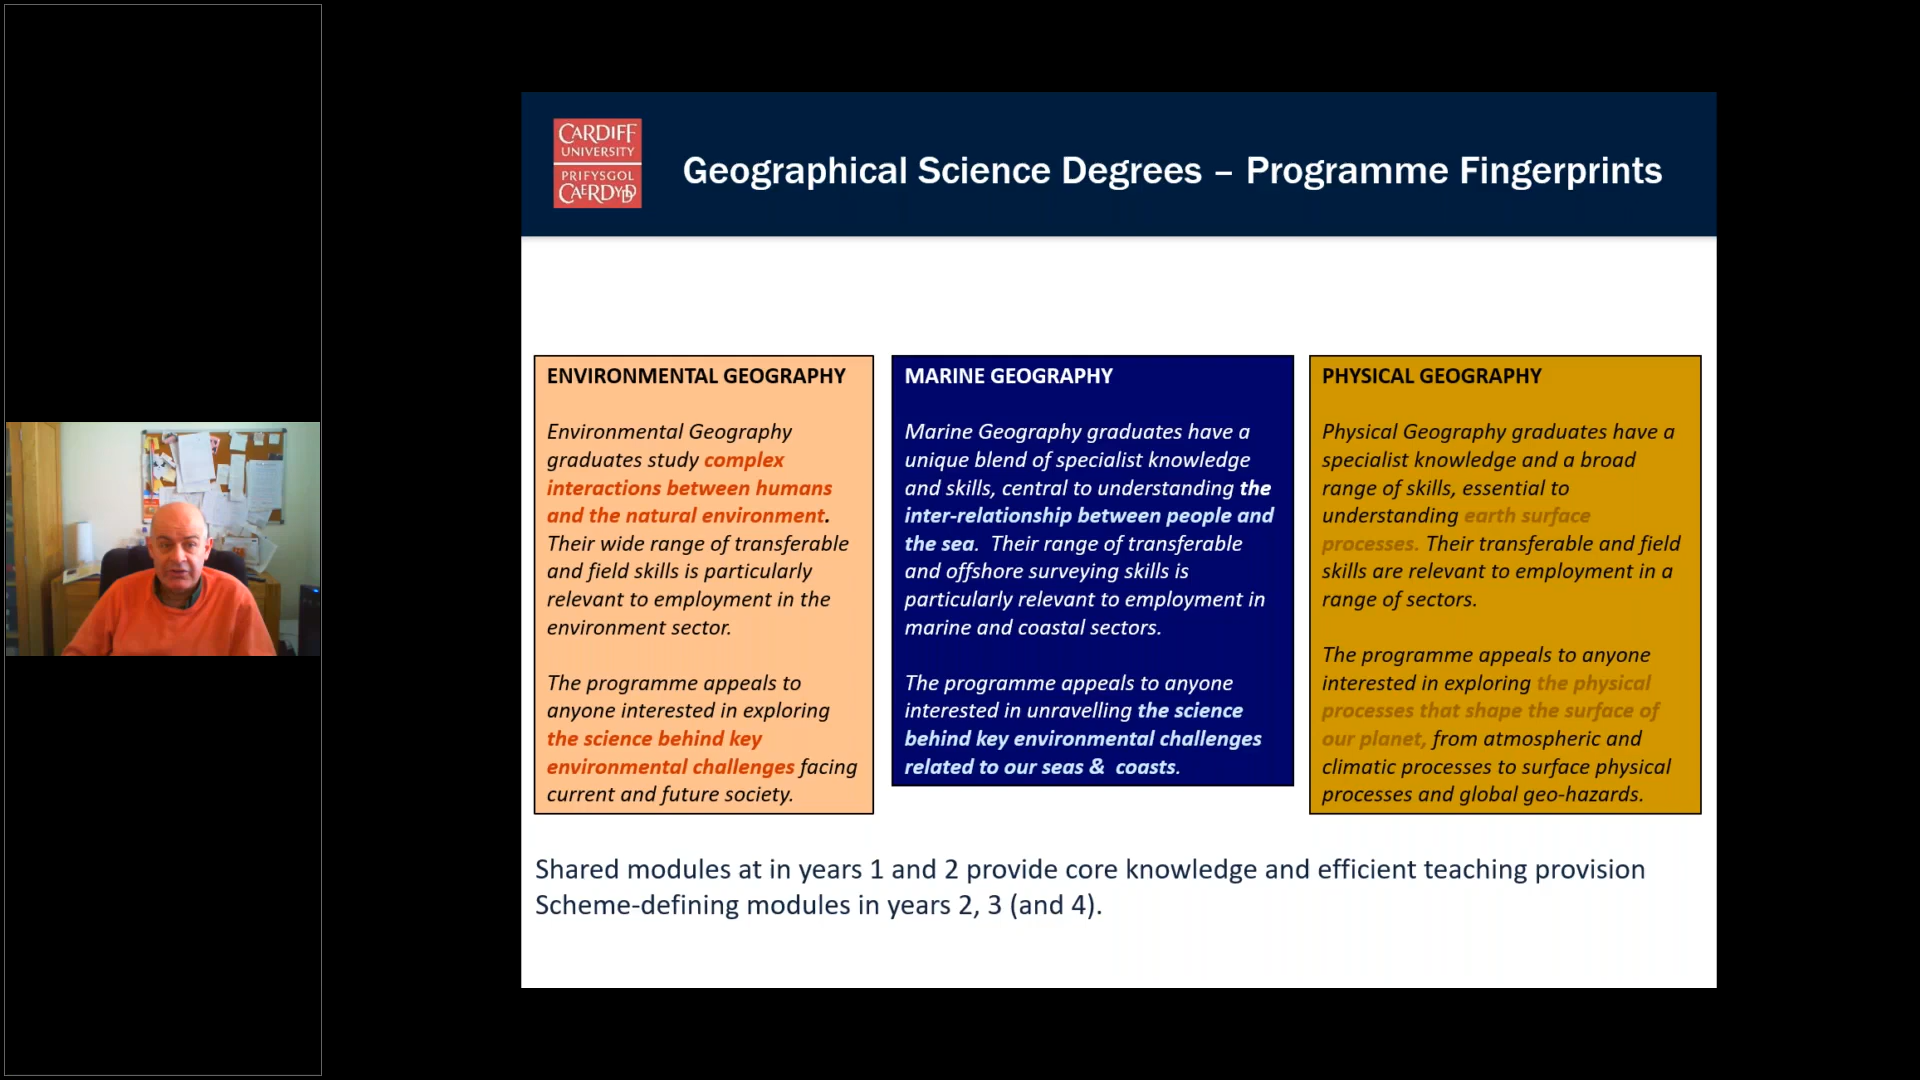 CARDIFF
UNIVERSITY
PRIFYSGOL
CAERDYDD
Geographical Science Degrees – Programme Fingerprints
ENVIRONMENTAL GEOGRAPHY
Environmental Geography
graduates study complex
interactions between humans
and the natural environment.
Their wide range of transferable
and field skills is particularly
relevant to employment in the
environment sector.
The programme appeals to
anyone interested in exploring
the science behind key
environmental challenges facing
current and future society.
MARINE GEOGRAPHY
Marine Geography graduates have a
unique blend of specialist knowledge
and skills, central to understanding the
inter-relationship between people and
the sea. Their range of transferable
and offshore surveying skills is
particularly relevant to employment in
marine and coastal sectors.
The programme appeals to anyone
interested in unravelling the science
behind key environmental challenges
related to our seas & coasts.
PHYSICAL GEOGRAPHY
Physical Geography graduates have a
specialist knowledge and a broad
range of skills, essential to
understanding earth surface
processes. Their transferable and field
skills are relevant to employment in a
range of sectors.
The programme appeals to anyone
interested in exploring the physical
processes that shape the surface of
our planet, from atmospheric and
climatic processes to surface physical
processes and global geo-hazards.
Shared modules at in years 1 and 2 provide core knowledge and efficient teaching provision
Scheme-defining modules in years 2, 3 (and 4).